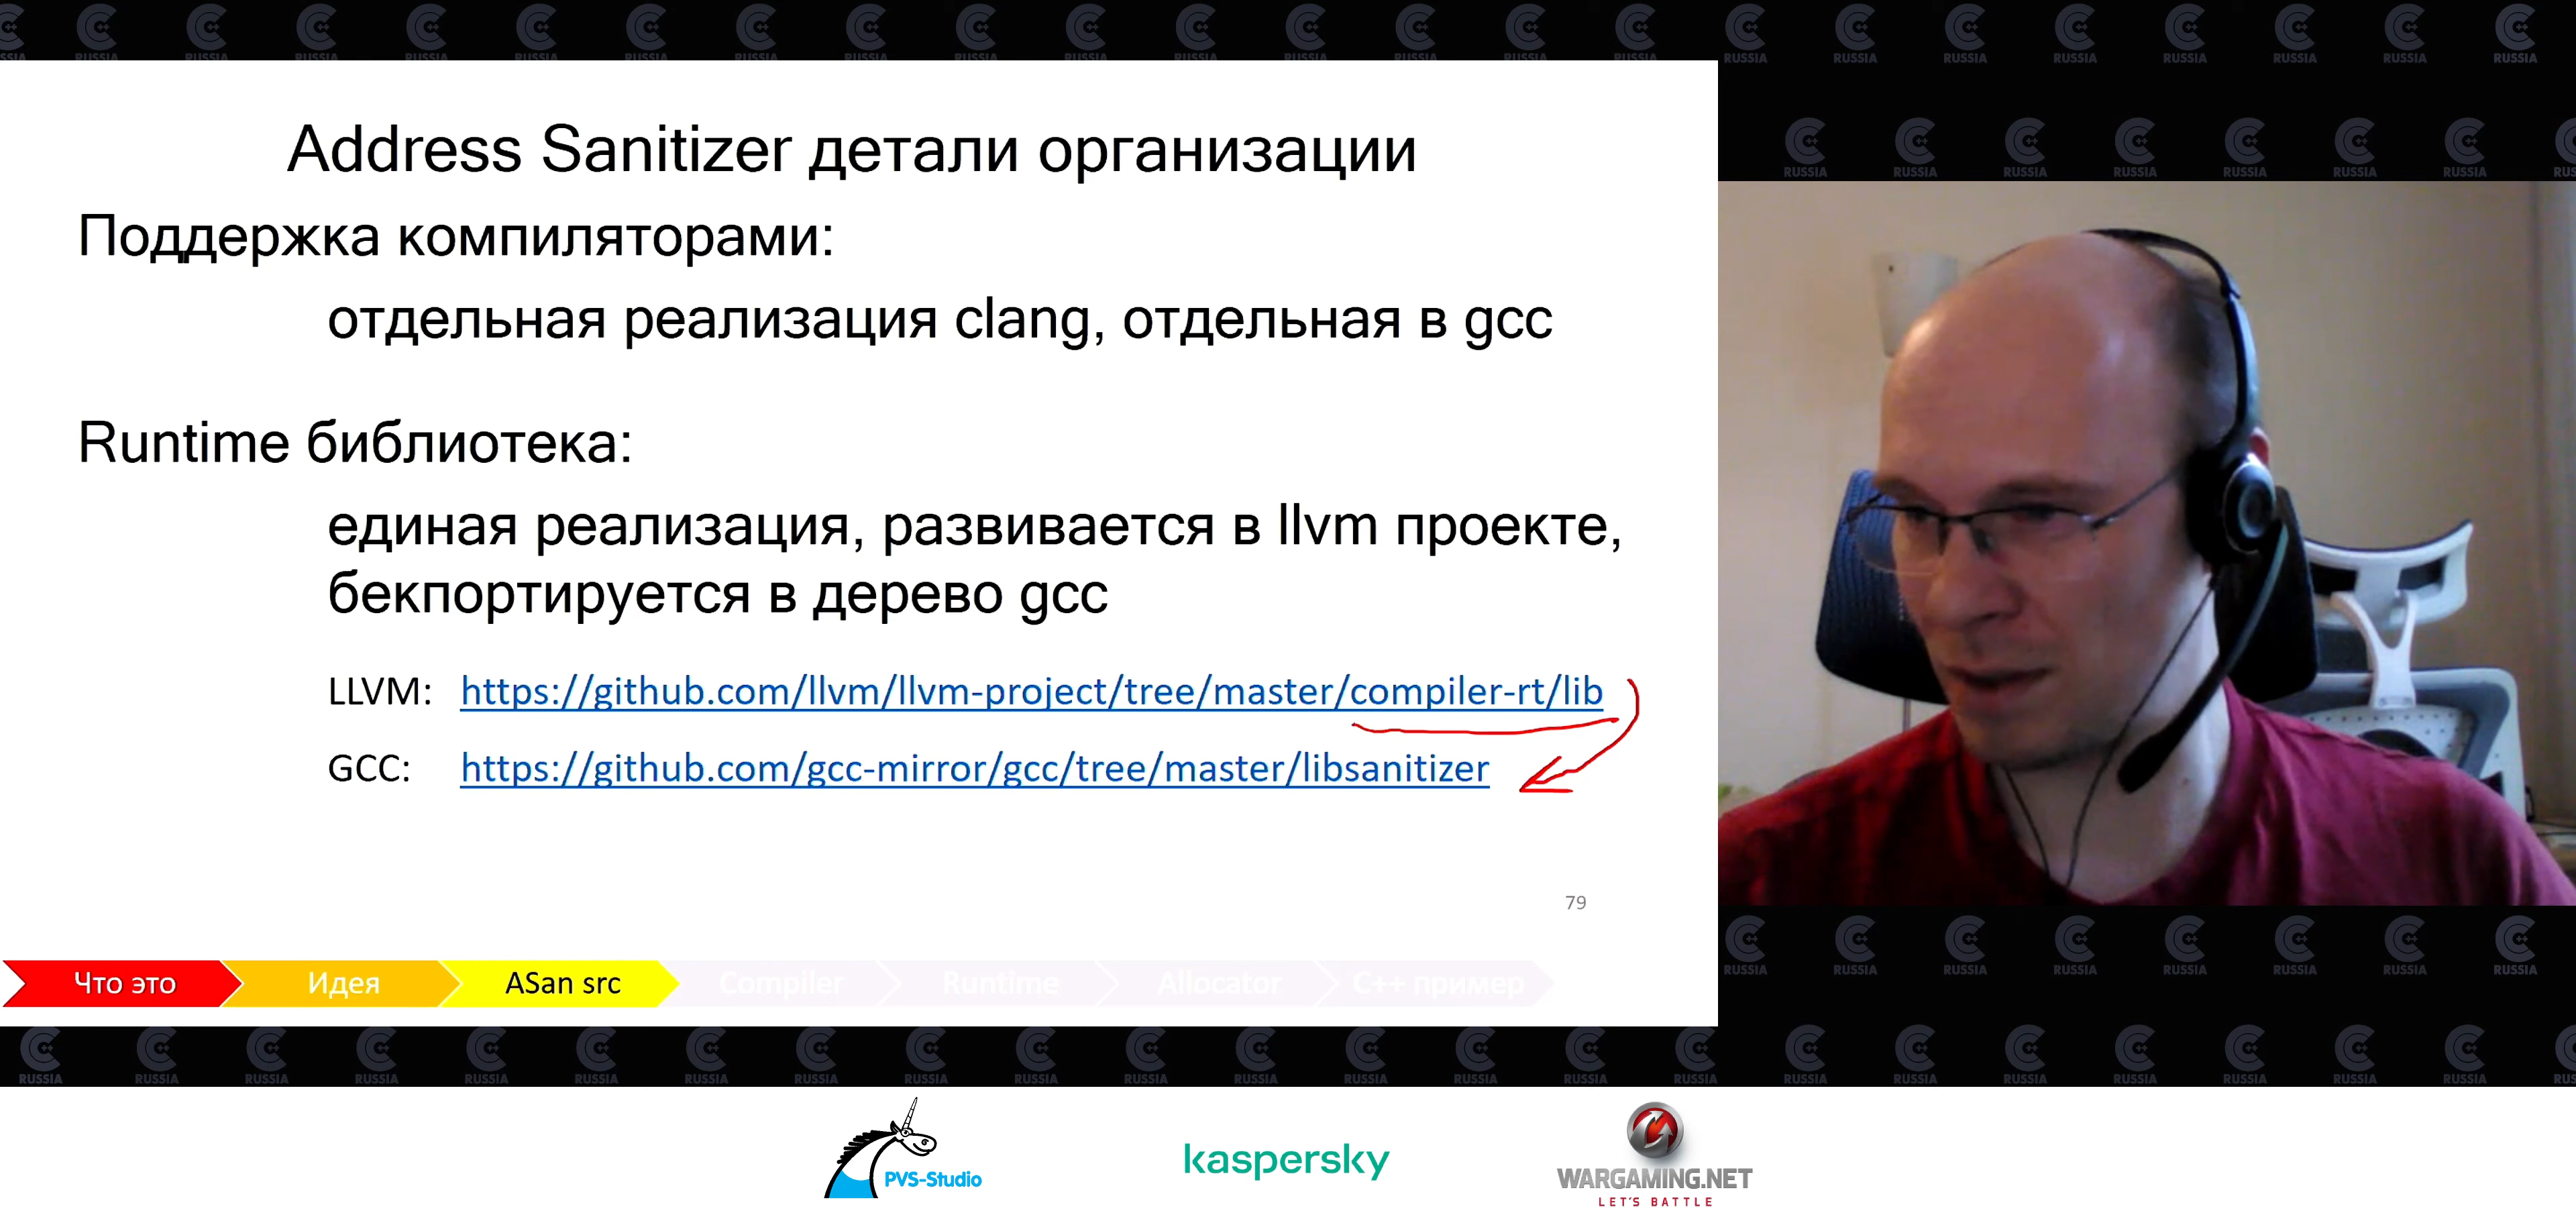 Address Sanitizer детали организации
Поддержка компиляторами:
отдельная реализация clang, отдельная в gcc
Runtime библиотека:
единая реализация, развивается в llvm проекте,
бекпортируется в дерево gcc
LLVM: https://github.com/llvm/llvm-project/tree/master/compiler-rt/lib
GCC: https://github.com/gcc-mirror/gcc/tree/master/libsanitizer
79
Что это Идея ASan src Compiler Runtime Allocator C++ пример
PVS-Studio
kaspersky
WARGAMING.NET
LET'S BATTLE